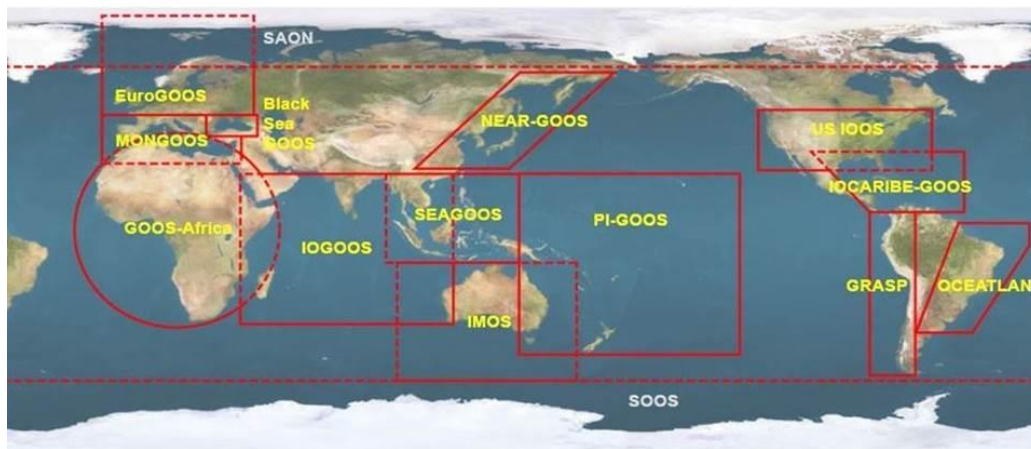 SAON
EuroGOOS
Black
Sea
GOOS
MONGOOS
NEAR-GOOS
US IOOS
IOCARIBE-GOOS
GOOS-Africa
IOGOOS
SEAGOOS
PI-GOOS
IMOS
GRASP
OCEATLAN
SOOS